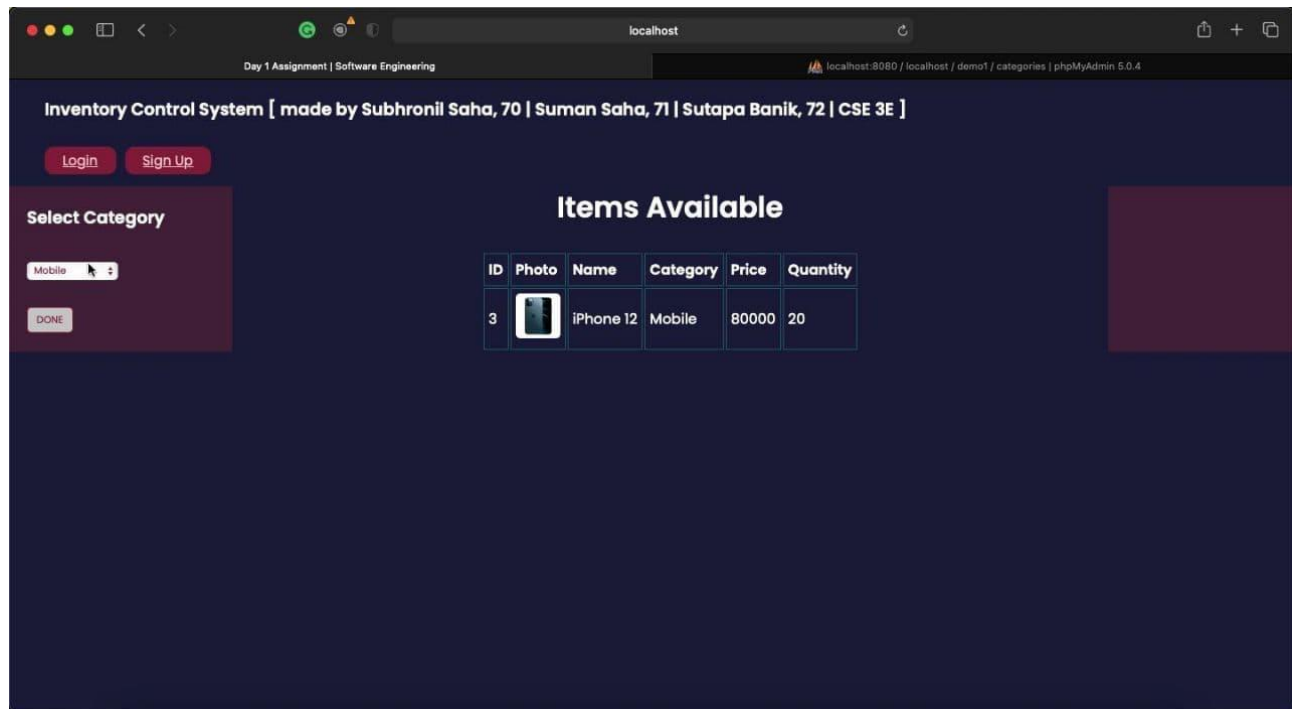 localhost
Day 1 Assignment | Software Engineering
localhost:8080 / localhost / demo1 / categories | phpMyAdmin 5.0.4
Inventory Control System [ made by Subhronil Saha, 70 | Suman Saha, 71 | Sutapa Banik, 72 | CSE 3E ]
Login Sign Up
Items Available
Select Category
Mobile
DONE
ID Photo Name Category Price Quantity
3 iPhone 12 Mobile 80000 20